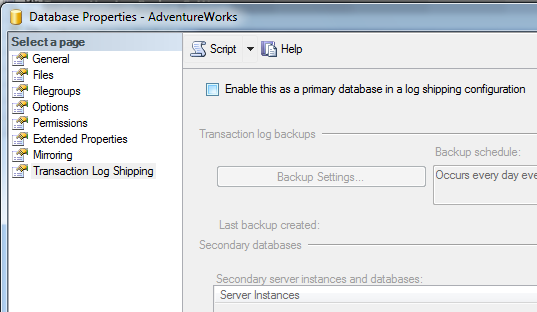 Database Properties - AdventureWorks
Select a page
General
Files
Filegroups
Options
Permissions
Extended Properties
Mirroring
Transaction Log Shipping
Script
Help
Enable this as a primary database in a log shipping configuration
Transaction log backups
Backup schedule:
Backup Settings...
Occurs every day eve
Last backup created:
Secondary databases
Secondary server instances and databases:
Server Instances